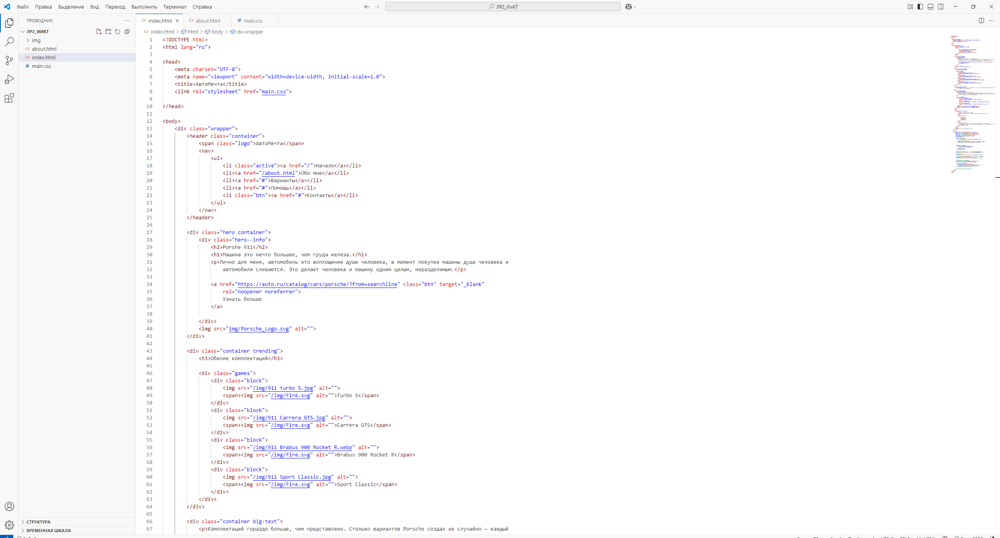 Файл Правка Выделение Вид Переход Выполнить Терминал Справка
ЛР2_ИиКТ
ПРОВОДНИК
ЛР2_ИИКТ
img
about.html
index.html
main.css
СТРУКТУРА
ВРЕМЕННАЯ ШКАЛА
index.html about.html main.css
index.html html body div.wrapper
1 <!DOCTYPE html>
2 <html lang="ru">
3
4 <head>
5 <meta charset="UTF-8">
6 <meta name="viewport" content="width=device-width, initial-scale=1.0">
7 <title>АвтоМечта</title>
8 <link rel="stylesheet" href="main.css">
9
10 </head>
11
12 <body>
13 <div class="wrapper">
14 <header class="container">
15 <span class="logo">АвтоМечта</span>
16 <nav>
17 <ul>
18 <li class="active"><a href="/">Начало</a></li>
19 <li><a href="/about.html">Обо мне</a></li>
20 <li><a href="#">Варианты</a></li>
21 <li><a href="#">Помощь</a></li>
22 <li class="btn"><a href="#">Контакты</a></li>
23 </ul>
24 </nav>
25 </header>
26
27 <div class="hero container">
28 <div class="hero--info">
29 <h2>Porshe 911</h2>
30 <h1>Машина это нечто большее, чем груда железа.</h1>
31 <p>Лично для меня, автомобиль это воплощение души человека, в момент покупки машины душа человека и
32 автомобиля сливаются. Это делает человека и машину одним целым, неразделимым.</p>
33
34 <a href="https://auto.ru/catalog/cars/porsche/?from=searchline" class="btn" target="_blank"
35 rel="noopener noreferrer">
36 Узнать больше
37 </a>
38
39 </div>
40 <img src="img/Porsche_Logo.svg" alt="">
41 </div>
42
43 <div class="container trending">
44 <h3>Обилие комплектаций</h3>
45
46 <div class="games">
47 <div class="block">
48 <img src="/img/911 turbo S.jpg" alt="">
49 <span><img src="/img/Fire.svg" alt="">Turbo S</span>
50 </div>
51 <div class="block">
52 <img src="/img/911 Carrera GTS.jpg" alt="">
53 <span><img src="/img/Fire.svg" alt="">Carrera GTS</span>
54 </div>
55 <div class="block">
56 <img src="/img/911 Brabus 900 Rocket R.webp" alt="">
57 <span><img src="/img/Fire.svg" alt="">Brabus 900 Rocket R</span>
58 </div>
59 <div class="block">
60 <img src="/img/911 Sport Classic.jpg" alt="">
61 <span><img src="/img/Fire.svg" alt="">Sport Classic</span>
62 </div>
63 </div>
64 </div>
65
66 <div class="container big-text">
67 <p>Комплектаций гораздо больше, чем представлено. Столько вариантов Porsche создал не случайно — каждый